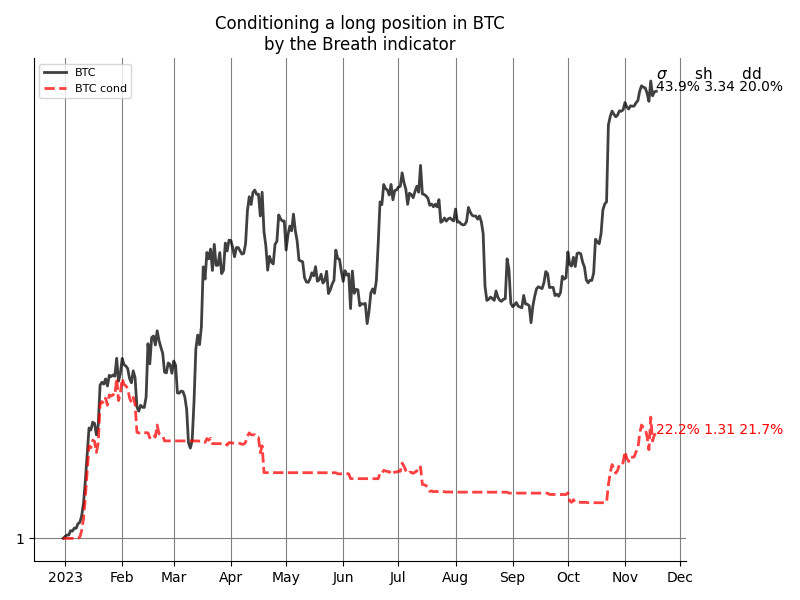 Conditioning a long position in BTC
by the Breath indicator
BTC
BTC cond
σ sh dd
43.9% 3.34 20.0%
22.2% 1.31 21.7%
1
2023 Feb Mar Apr May Jun Jul Aug Sep Oct Nov Dec